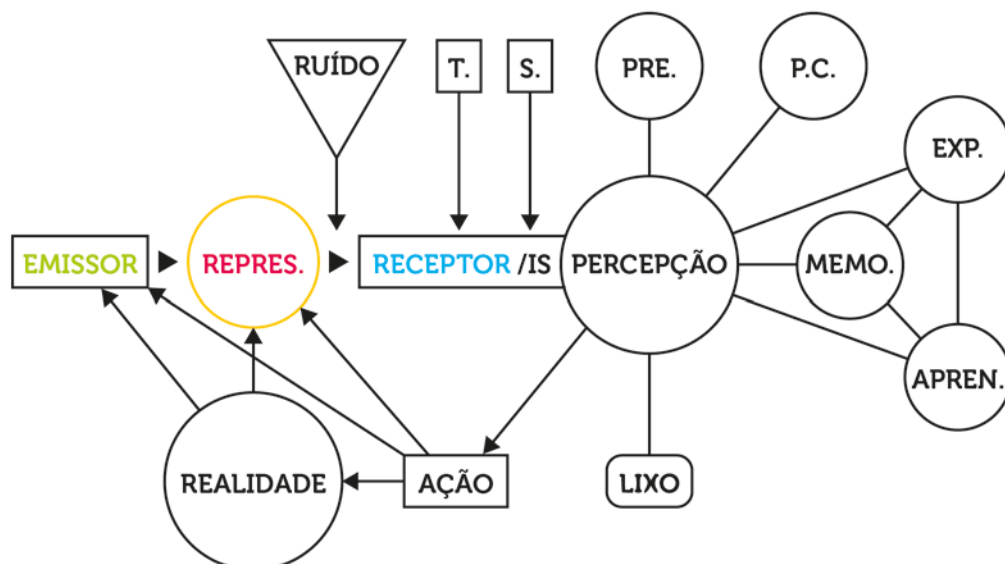 RUÍDO
T.
S.
PRE.
P.C.
EXP.
EMISSOR
REPRES.
RECEPTOR /IS
PERCEPÇÃO
MEMO.
APREN.
REALIDADE
AÇÃO
LIXO